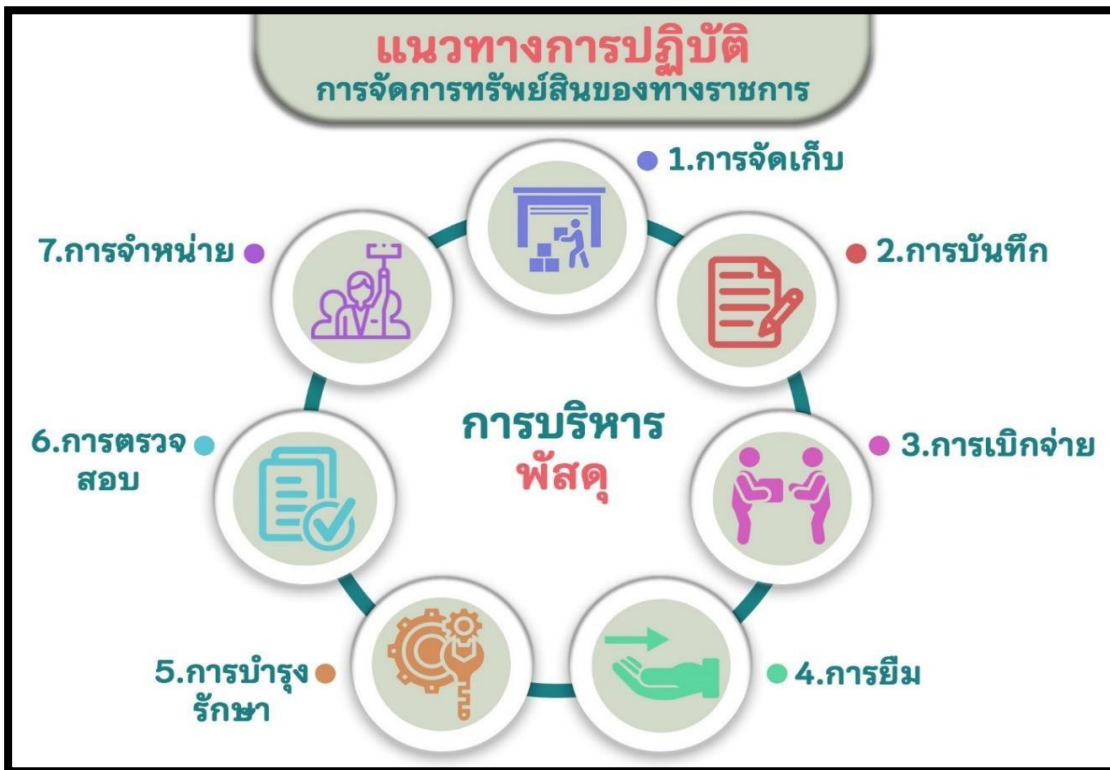 แนวทางการปฏิบัติ
การจัดการทรัพย์สินของทางราชการ
1.การจัดเก็บ
2.การบันทึก
3.การเบิกจ่าย
4.การยืม
5.การบำรุง
รักษา
6.การตรวจ
สอบ
7.การจำหน่าย
การบริหาร
พัสดุ